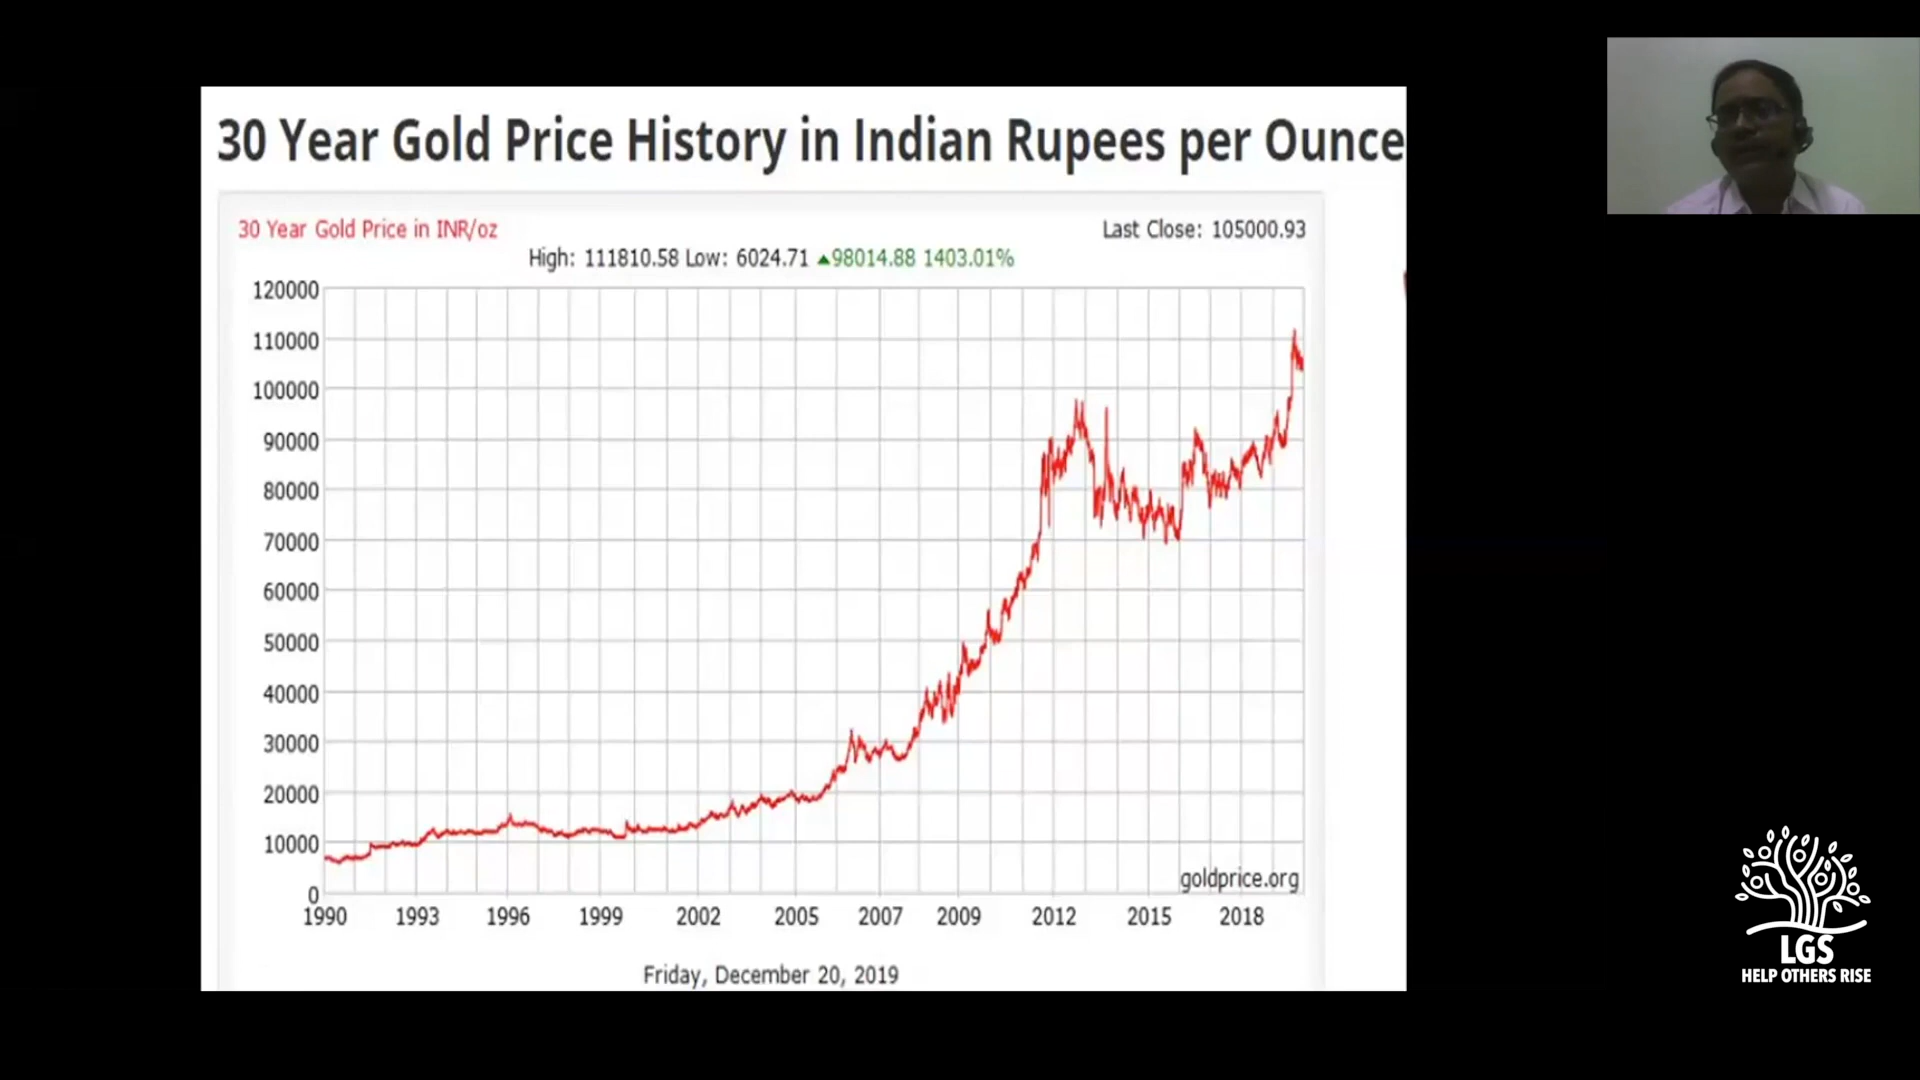 30 Year Gold Price History in Indian Rupees per Ounce
30 Year Gold Price in INR/oz
Last Close: 105000.93
High: 111810.58 Low: 6024.71 ▲98014.88 1403.01%
120000
110000
100000
90000
80000
70000
60000
50000
40000
30000
20000
10000
0
goldprice.org
1990 1993 1996 1999 2002 2005 2007 2009 2012 2015 2018
Friday, December 20, 2019
LGS
HELP OTHERS RISE